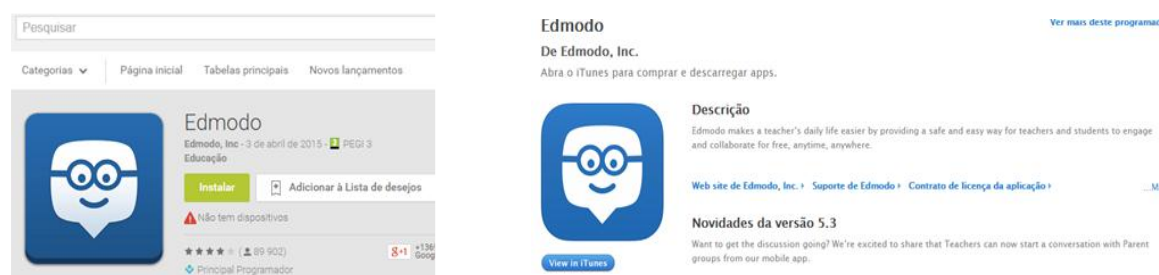 Pesquisar
Categorias
Página inicial
Tabelas principais
Novos lançamentos
Edmodo
Edmodo, Inc - 3 de abril de 2015 - PEGI 3
Educação
Instalar
Adicionar à Lista de desejos
Não tem dispositivos
(89 902)
g+1
Principal Programador
Edmodo
Ver mais deste
De Edmodo, Inc.
Abra o iTunes para comprar e descarregar apps.
Descrição
Edmodo makes a teacher's daily life easier by providing a safe and easy way for teachers and students to engage
and collaborate for free, anytime, anywhere.
Web site de Edmodo, Inc. Suporte de Edmodo Contrato de licença da aplicação
Novidades da versão 5.3
Want to get the discussion going? We're excited to share that Teachers can now start a conversation with Parent
groups from our mobile app.
View in iTunes